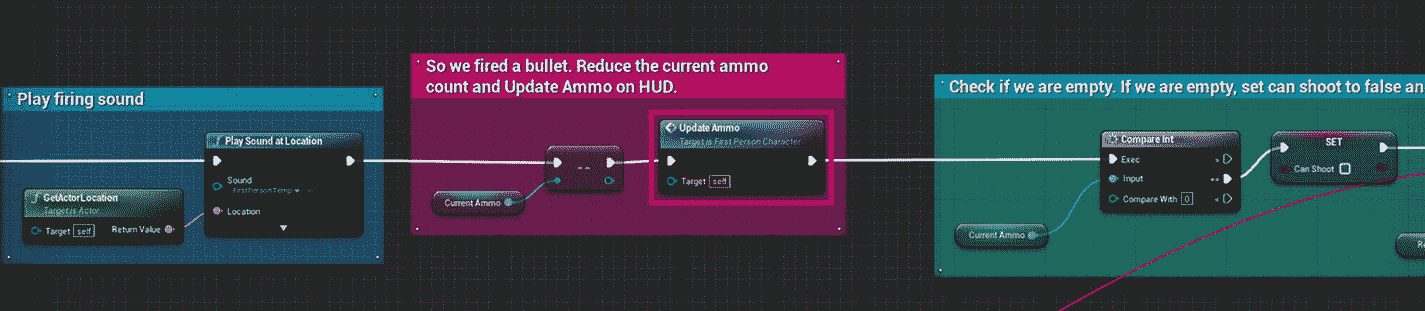 Play firing sound
Play Sound at Location
Sound
FirstPersonTemp
Location
GetActorLocation
Target is Actor
Target self
Return Value
So we fired a bullet. Reduce the current ammo
count and Update Ammo on HUD.
Current Ammo
--
Update Ammo
Target is First Person Character
Target self
Check if we are empty. If we are empty, set can shoot to false an
Compare Int
Exec
>
Input
==
Compare With 0
<
Current Ammo
SET
Can Shoot